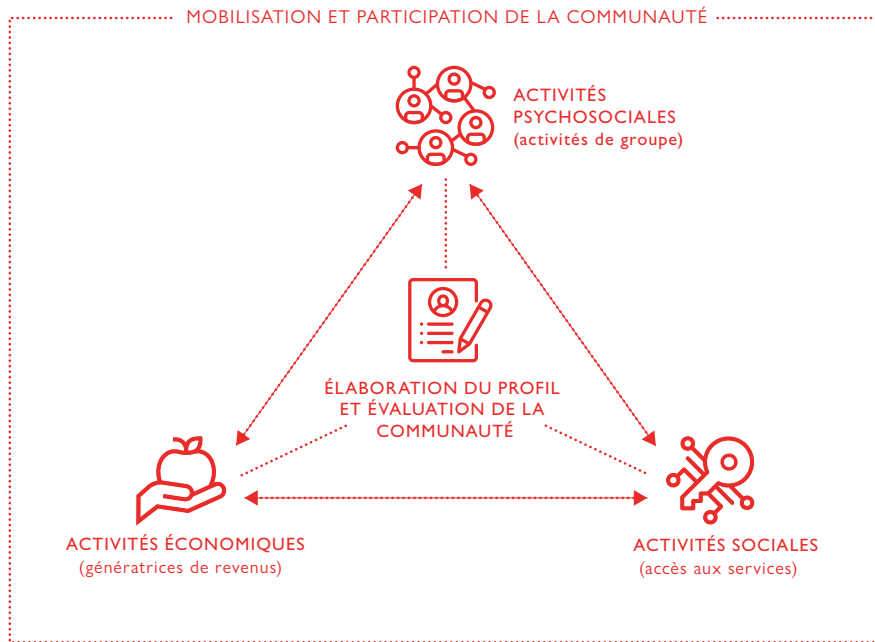 MOBILISATION ET PARTICIPATION DE LA COMMUNAUTÉ
ACTIVITÉS
PSYCHOSOCIALES
(activités de groupe)
ÉLABORATION DU PROFIL
ET ÉVALUATION DE LA
COMMUNAUTÉ
ACTIVITÉS ÉCONOMIQUES
(génératrices de revenus)
ACTIVITÉS SOCIALES
(accès aux services)